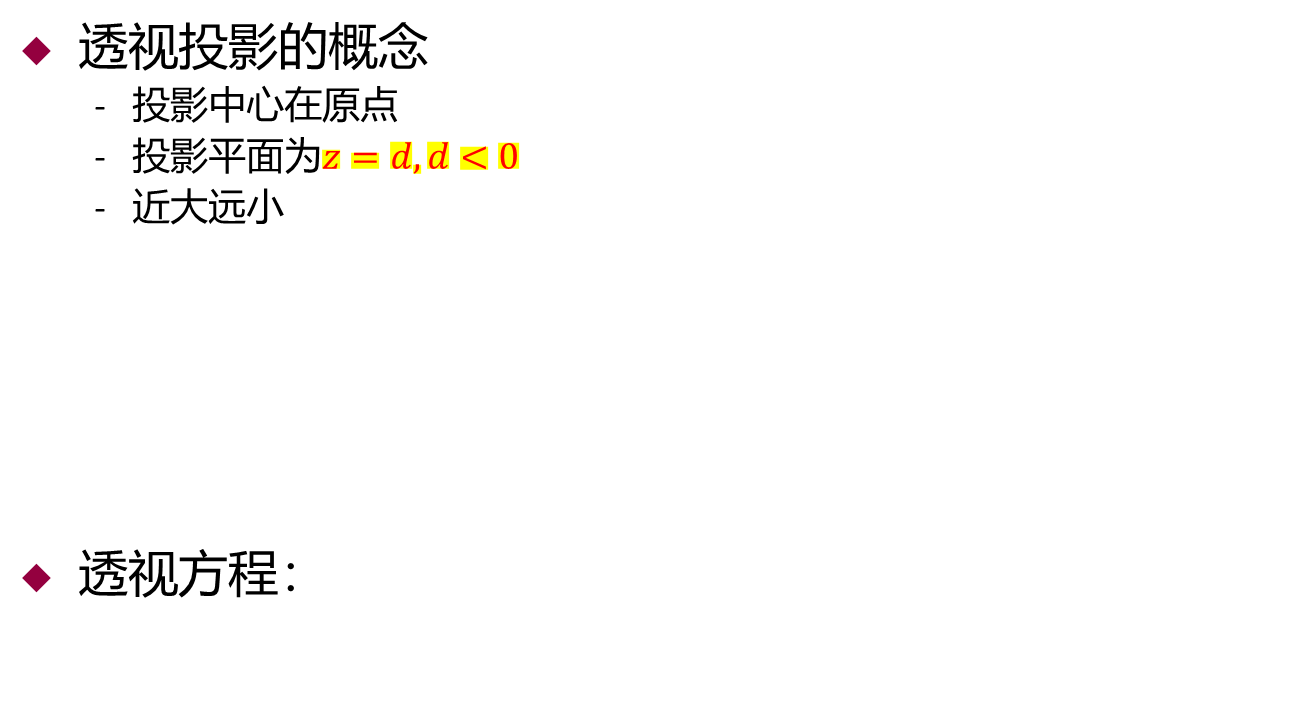 ◆ 透视投影的概念
- 投影中心在原点
- 投影平面为z = d, d < 0
- 近大远小
◆ 透视方程：